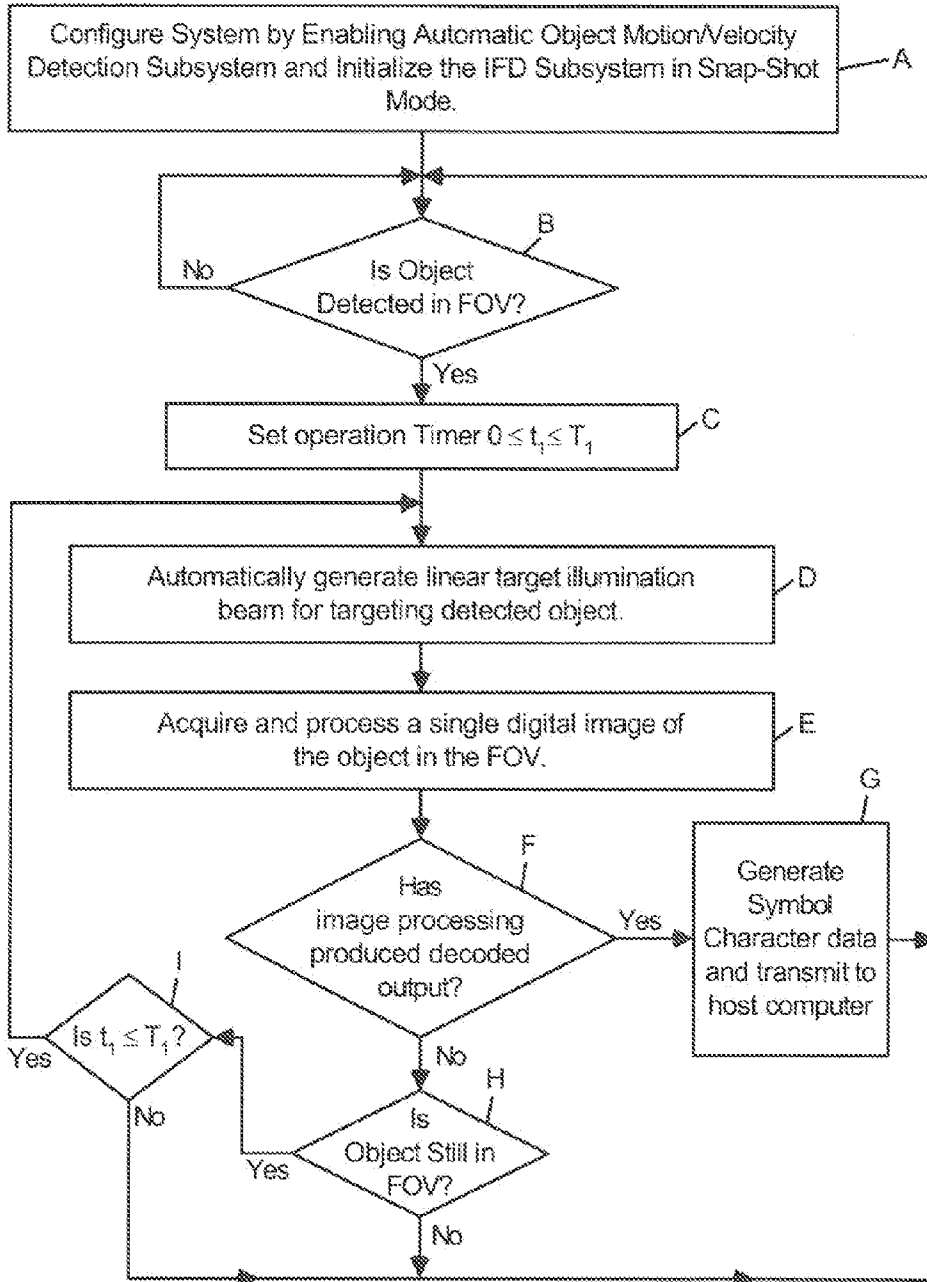 Configure System by Enabling Automatic Object Motion/Velocity
Detection Subsystem and Initialize the IFD Subsystem in Snap-Shot
Mode.
A
B
No
Is Object
Detected in FOV?
Yes
Set operation Timer 0 ≤ t₁ ≤ T₁
C
Automatically generate linear target illumination
beam for targeting detected object.
D
Acquire and process a single digital image of
the object in the FOV.
E
F
G
Has
image processing
produced decoded
output?
Yes
Generate
Symbol
Character data
and transmit to
host computer
I
Is t₁ ≤ T₁?
Yes
No
No
H
Is
Object Still in
FOV?
Yes
No